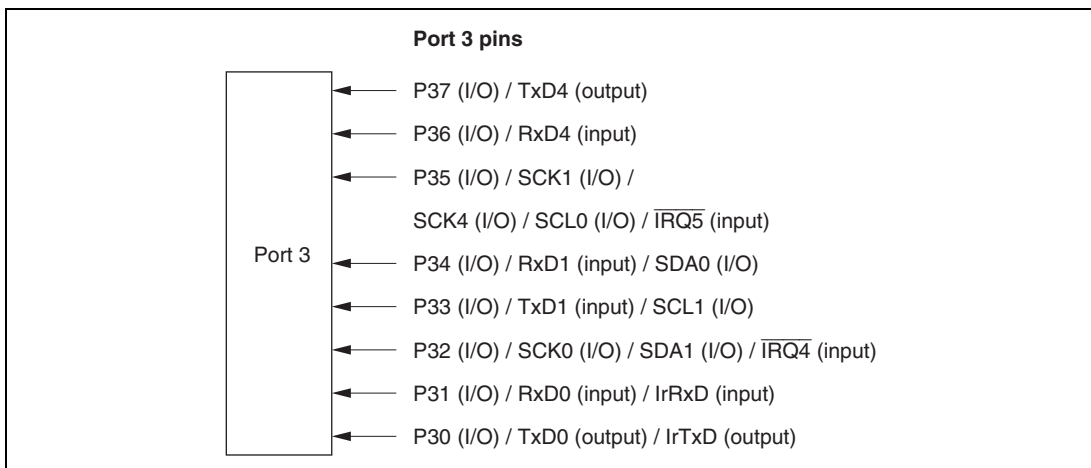 Port 3 pins
P37 (I/O) / TxD4 (output)
P36 (I/O) / RxD4 (input)
P35 (I/O) / SCK1 (I/O) /
SCK4 (I/O) / SCL0 (I/O) / I̅R̅Q̅5̅ (input)
Port 3
P34 (I/O) / RxD1 (input) / SDA0 (I/O)
P33 (I/O) / TxD1 (input) / SCL1 (I/O)
P32 (I/O) / SCK0 (I/O) / SDA1 (I/O) / I̅R̅Q̅4̅ (input)
P31 (I/O) / RxD0 (input) / IrRxD (input)
P30 (I/O) / TxD0 (output) / IrTxD (output)